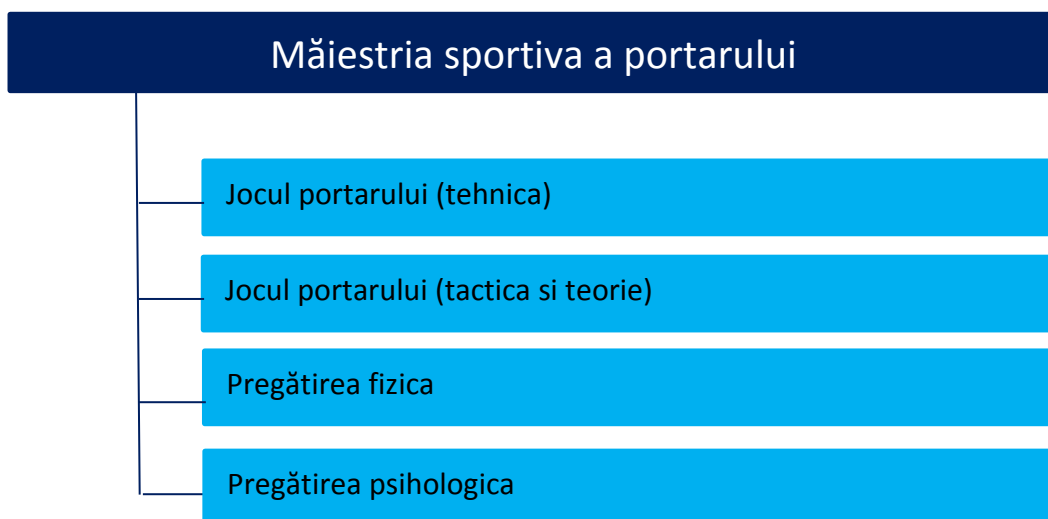 Măiestria sportiva a portarului
Jocul portarului (tehnica)
Jocul portarului (tactica si teorie)
Pregătirea fizica
Pregătirea psihologica